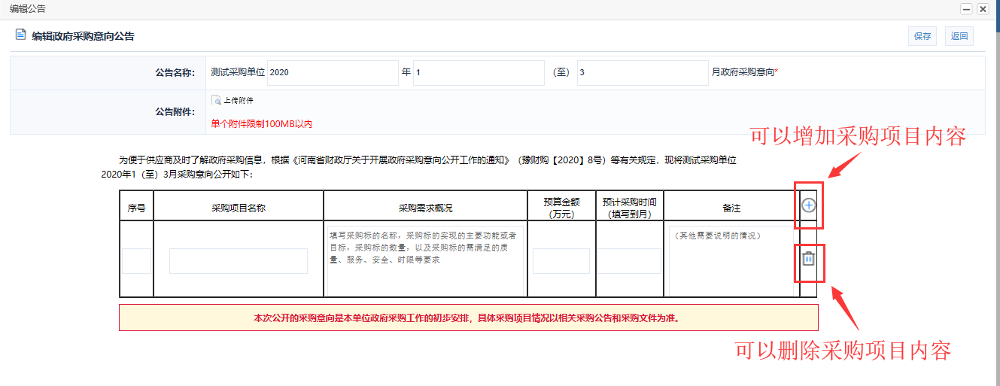 编辑公告
编辑政府采购意向公告
保存 返回
公告名称： 测试采购单位 2020 年 1 （至） 3 月政府采购意向*
公告附件：
上传附件
单个附件限制100MB以内
可以增加采购项目内容
为便于供应商及时了解政府采购信息，根据《河南省财政厅关于开展政府采购意向公开工作的通知》（豫财购【2020】8号）等有关规定，现将测试采购单位
2020年1（至）3月采购意向公开如下：
序号 采购项目名称 采购需求概况 预算金额 预计采购时间 备注
（万元） （填写到月）
填写采购标的名称，采购标的实现的主要功能或者
目标，采购标的数量，以及采购标的需满足的质
量、服务、安全、时限等要求
（其他需要说明的情况）
本次公开的采购意向是本单位政府采购工作的初步安排，具体采购项目情况以相关采购公告和采购文件为准。
可以删除采购项目内容